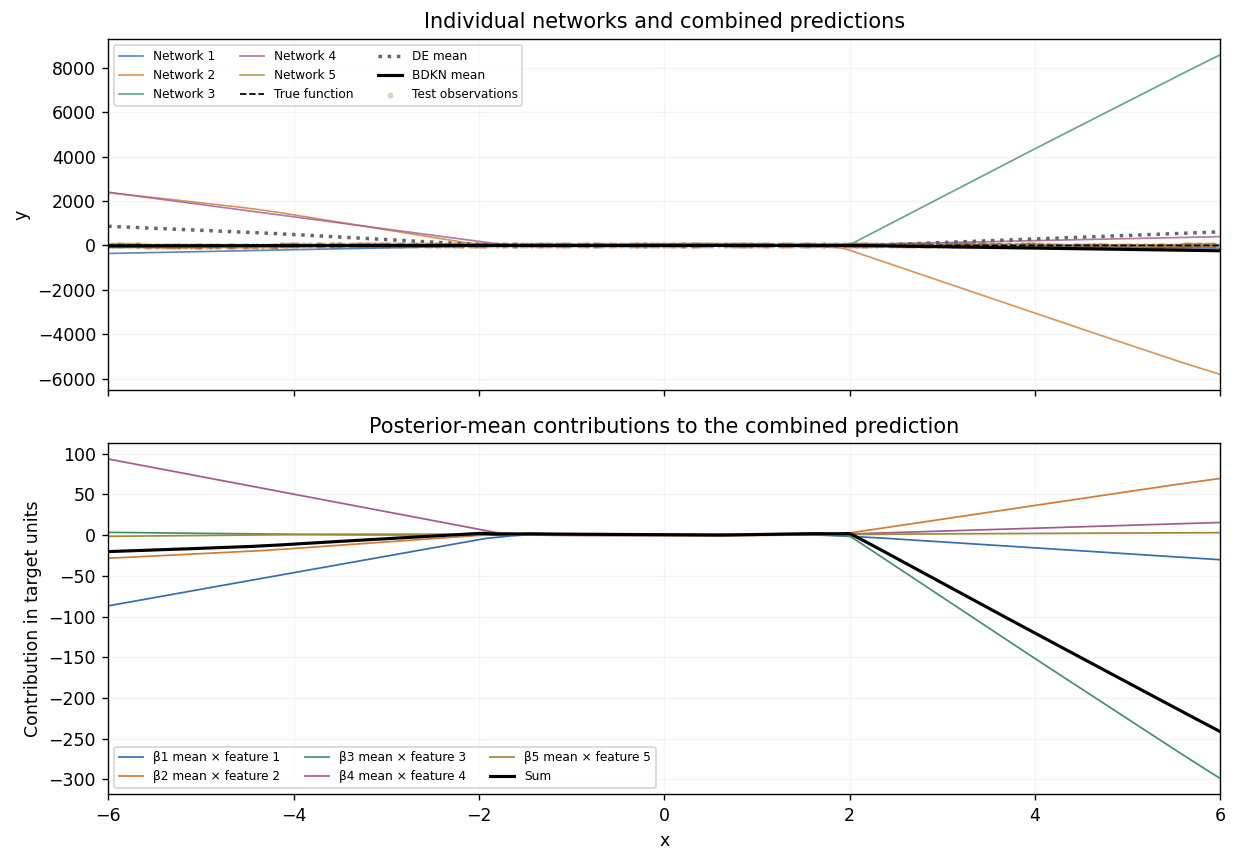 Individual networks and combined predictions
Network 1 Network 4 DE mean
Network 2 Network 5 BDKN mean
Network 3 True function Test observations
8000
6000
4000
2000
0
−2000
−4000
−6000
y
Posterior-mean contributions to the combined prediction
100
50
0
−50
−100
−150
−200
−250
−300
Contribution in target units
β1 mean × feature 1 β3 mean × feature 3 β5 mean × feature 5
β2 mean × feature 2 β4 mean × feature 4 Sum
−6 −4 −2 0 2 4 6
x